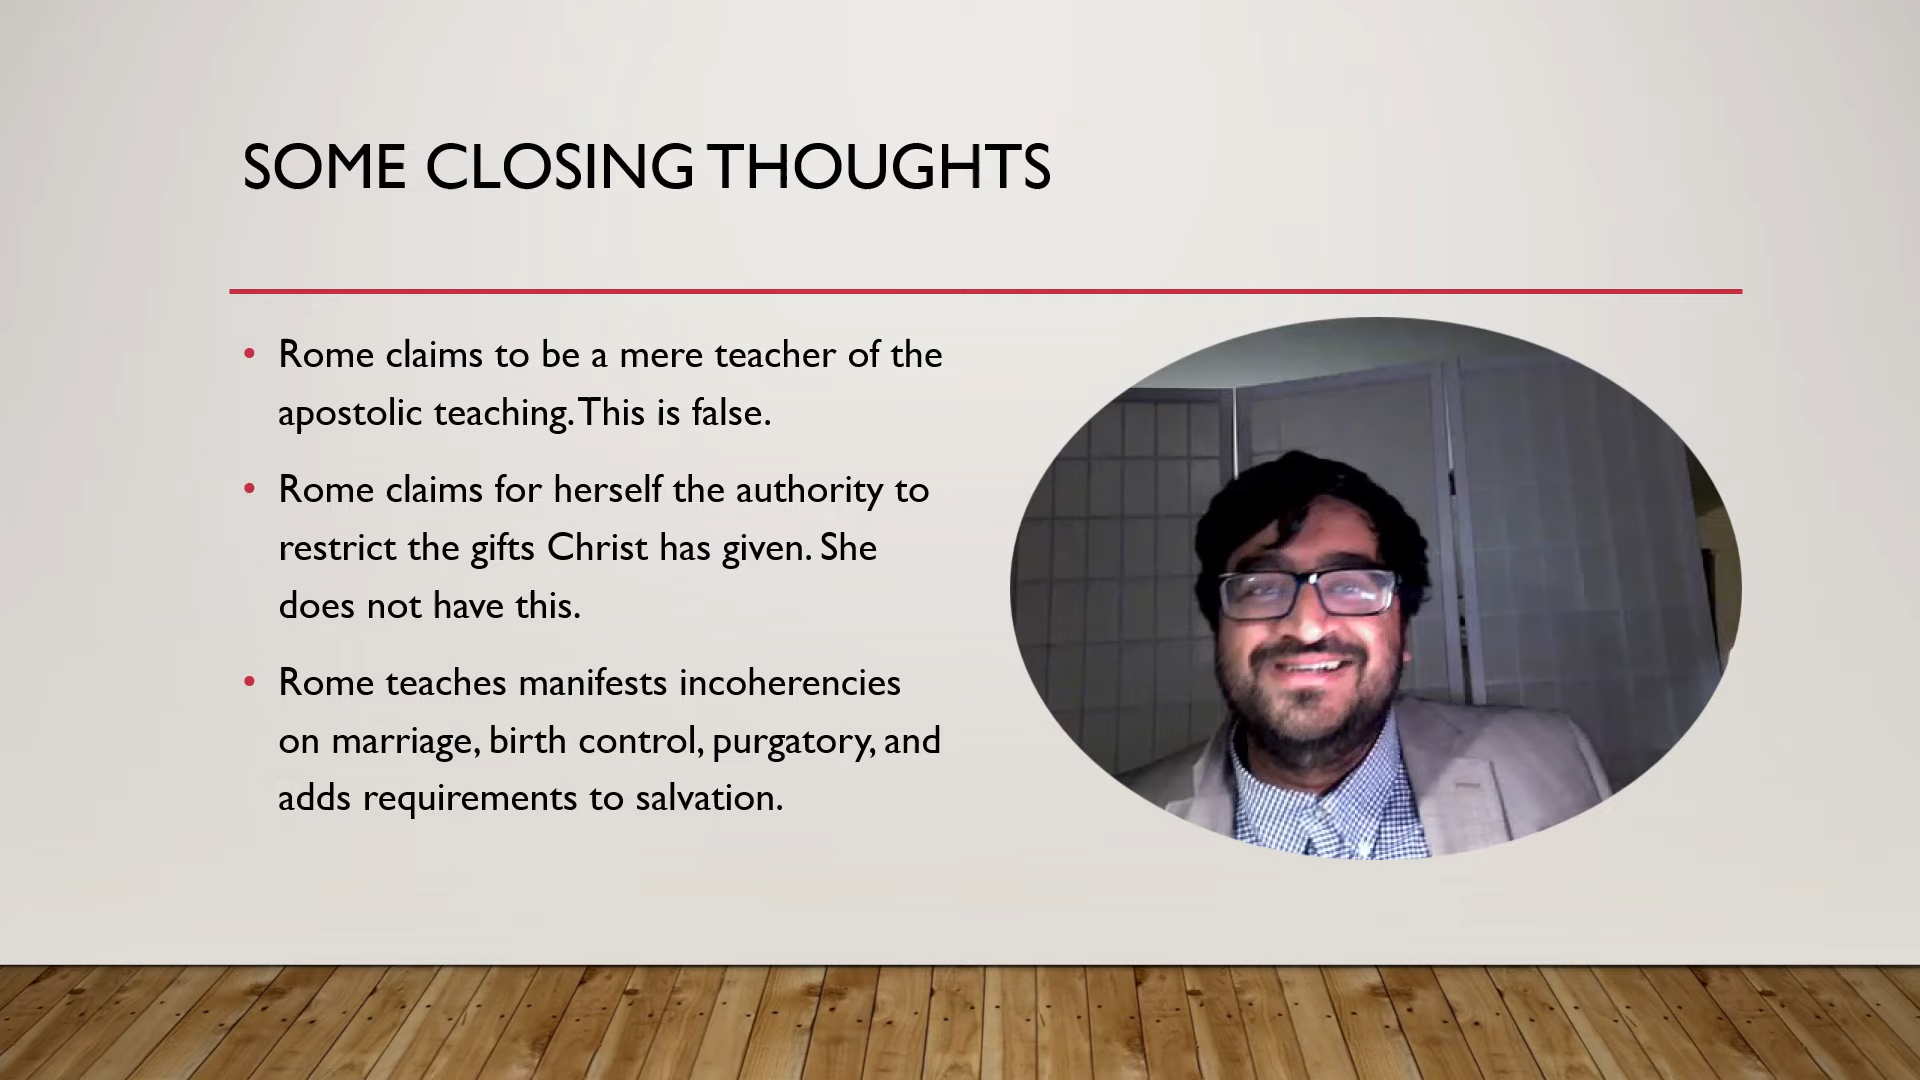 SOME CLOSING THOUGHTS
• Rome claims to be a mere teacher of the
apostolic teaching. This is false.
• Rome claims for herself the authority to
restrict the gifts Christ has given. She
does not have this.
• Rome teaches manifests incoherencies
on marriage, birth control, purgatory, and
adds requirements to salvation.